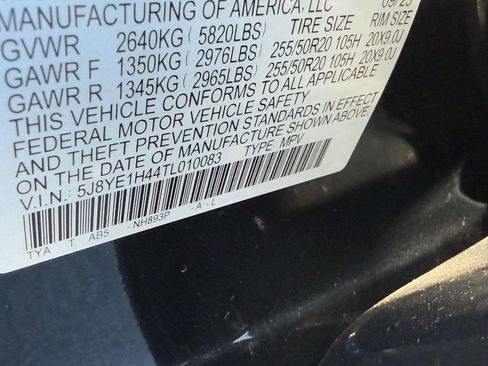 MANUFACTURING OF AMERICA, LLC 09/25
GVWR 2640KG (5820LBS) TIRE SIZE RIM SIZE
GAWR F 1350KG (2976LBS) 255/50R20 105H 20X9.0J
GAWR R 1345KG (2965LBS) 255/50R20 105H 20X9.0J
THIS VEHICLE CONFORMS TO ALL APPLICABLE
FEDERAL MOTOR VEHICLE SAFETY
AND THEFT PREVENTION STANDARDS IN EFFECT
ON THE DATE OF MANUFACTURE SHOWN ABOVE.
V.I.N.: 5J8YE1H44TL010083 TYPE: MPV
TYA T AB5 -NH893P -A-L